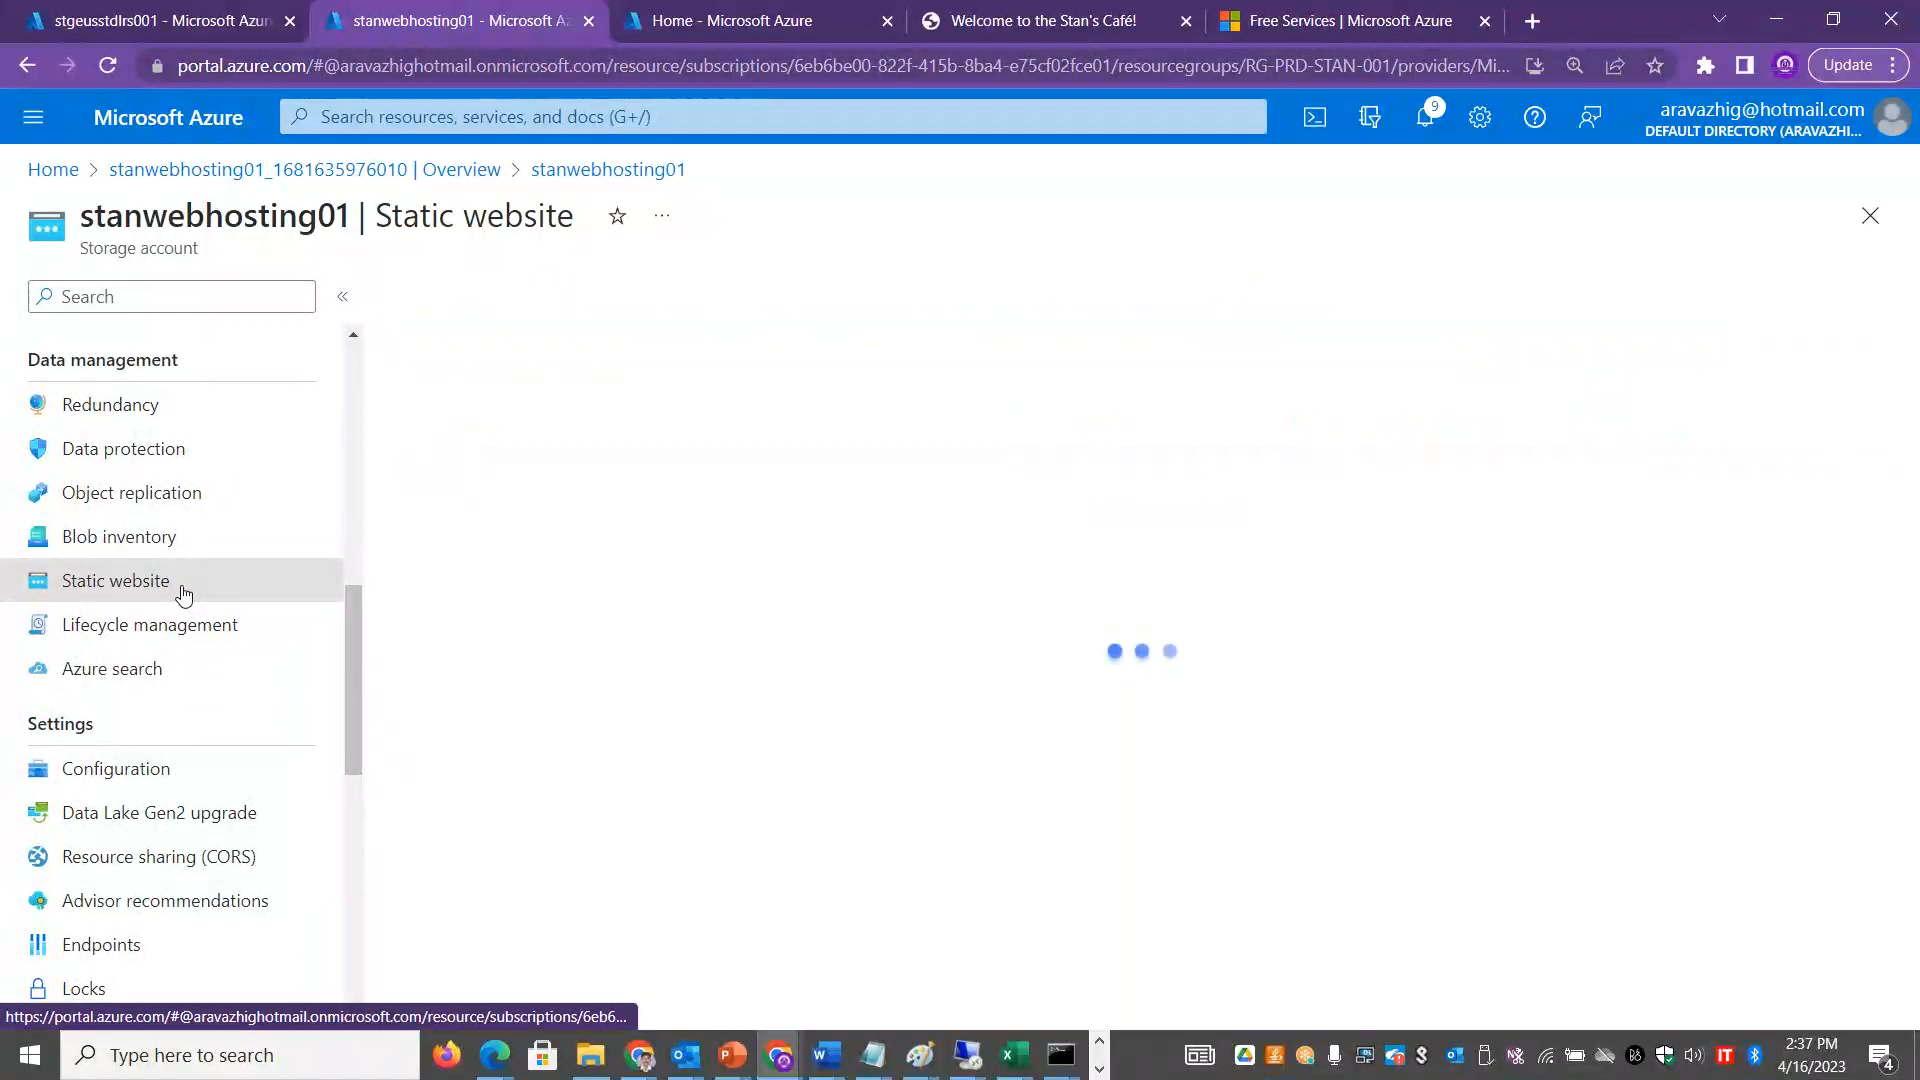 stgeusstdlrs001 - Microsoft Azur
stanwebhosting01 - Microsoft Az
Home - Microsoft Azure
Welcome to the Stan's Café!
Free Services | Microsoft Azure
portal.azure.com/#@aravazhighotmail.onmicrosoft.com/resource/subscriptions/6eb6be00-822f-415b-8ba4-e75cf02fce01/resourcegroups/RG-PRD-STAN-001/providers/Mi...
Update
Microsoft Azure
Search resources, services, and docs (G+/)
9
aravazhig@hotmail.com
DEFAULT DIRECTORY (ARAVAZHI...
Home > stanwebhosting01_1681635976010 | Overview > stanwebhosting01
stanwebhosting01 | Static website
Storage account
Search
Data management
Redundancy
Data protection
Object replication
Blob inventory
Static website
Lifecycle management
Azure search
Settings
Configuration
Data Lake Gen2 upgrade
Resource sharing (CORS)
Advisor recommendations
Endpoints
Locks
https://portal.azure.com/#@aravazhighotmail.onmicrosoft.com/resource/subscriptions/6eb6...
Type here to search
IT
2:37 PM
4/16/2023
4